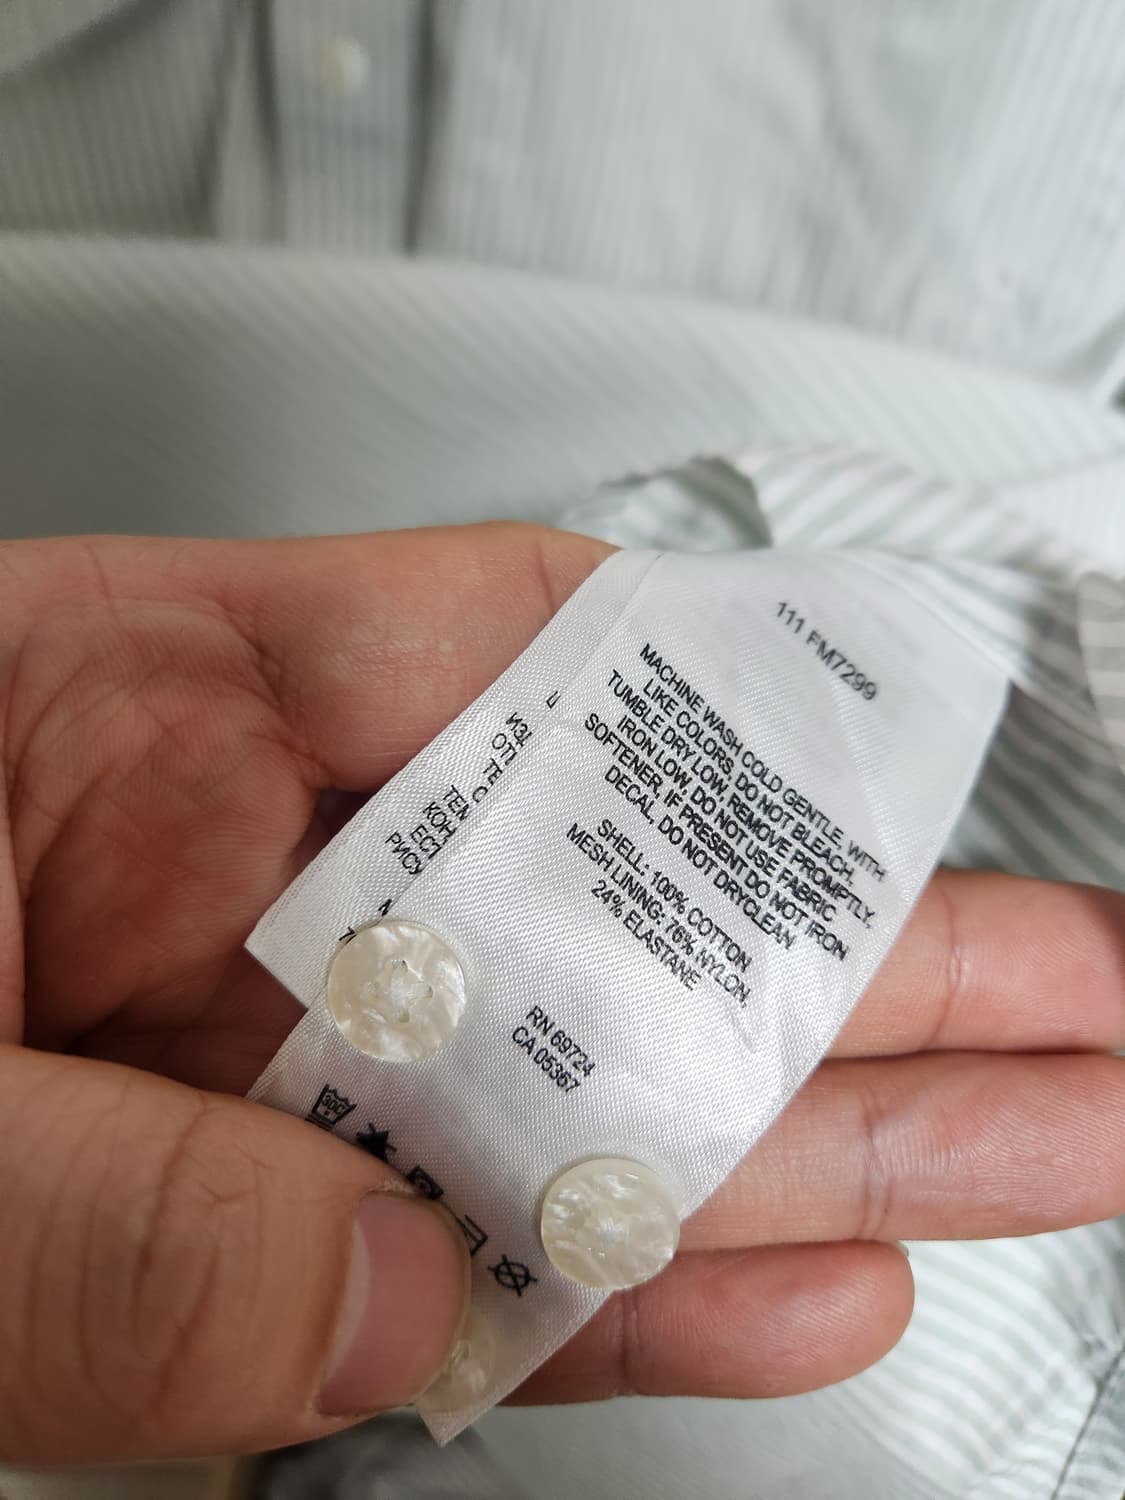 111 FM7299
MACHINE WASH COLD GENTLE, WITH
LIKE COLORS, DO NOT BLEACH,
TUMBLE DRY LOW, REMOVE PROMPTLY,
IRON LOW, DO NOT USE FABRIC
SOFTENER, IF PRESENT DO NOT IRON
DECAL, DO NOT DRYCLEAN
SHELL: 100% COTTON
MESH LINING: 76% NYLON,
24% ELASTANE
RN 69724
CA 05367
30C